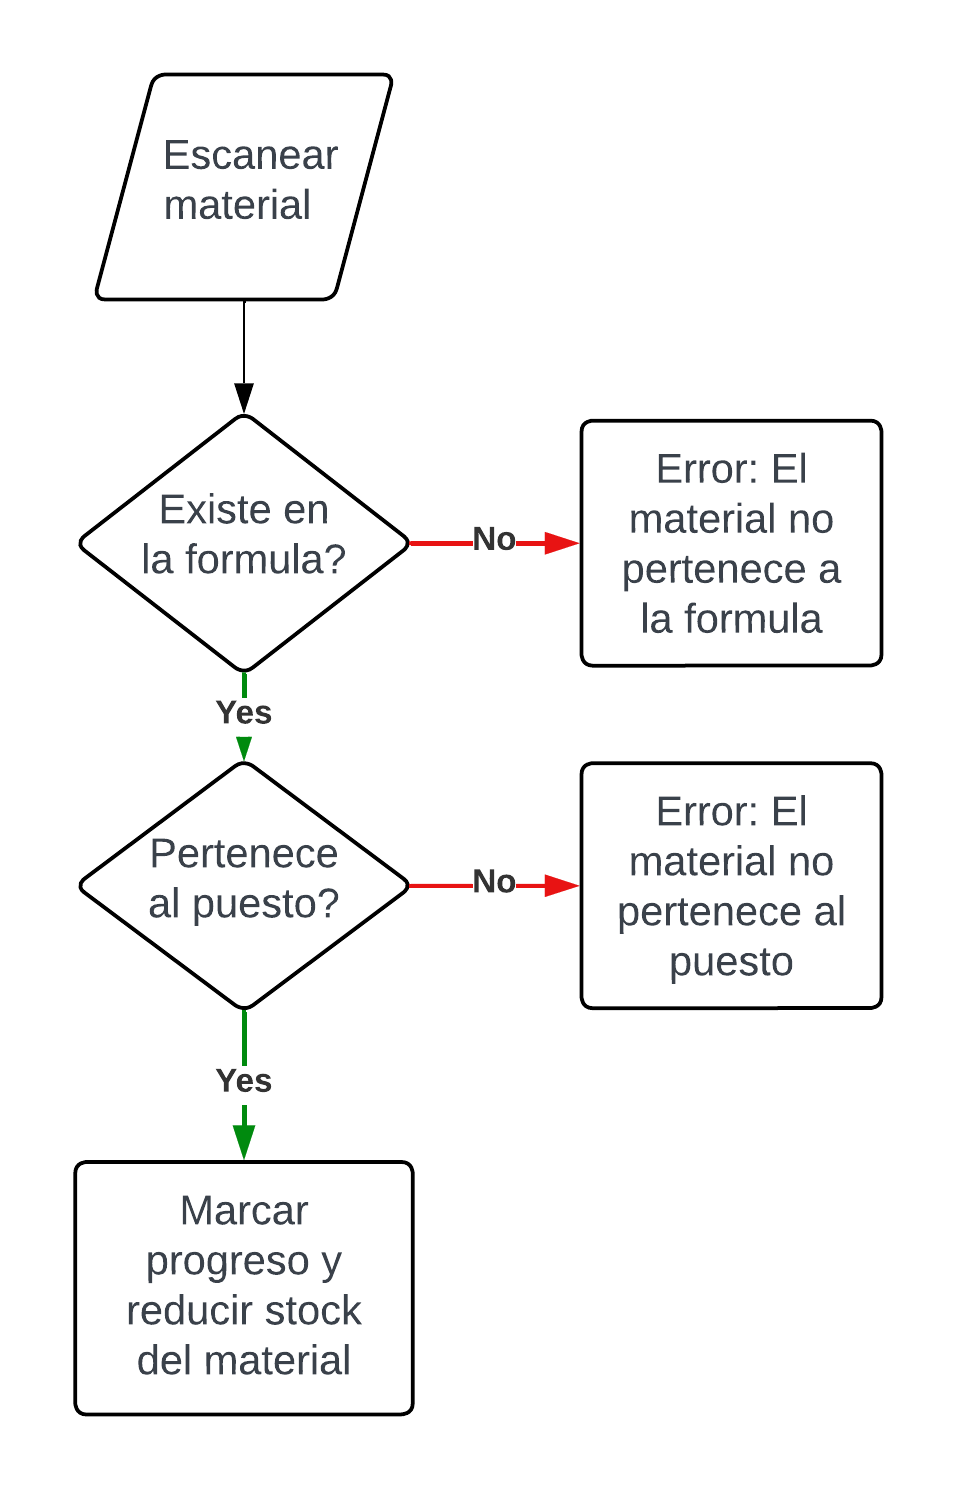 Escanear
material
Existe en
la formula?
No
Error: El
material no
pertenece a
la formula
Yes
Pertenece
al puesto?
No
Error: El
material no
pertenece al
puesto
Yes
Marcar
progreso y
reducir stock
del material